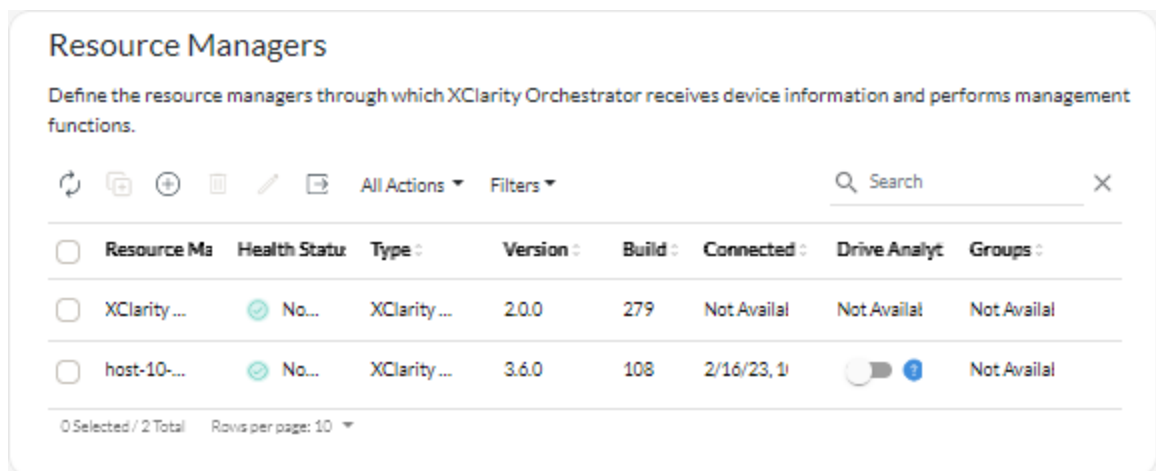 Resource Managers
Define the resource managers through which XClarity Orchestrator receives device information and performs management
functions.
All Actions Filters Search
Resource Ma Health Statu Type Version Build Connected Drive Analyt Groups
XClarity ... No... XClarity ... 2.0.0 279 Not Availal Not Availal Not Availal
host-10-... No... XClarity ... 3.6.0 108 2/16/23, 1 ? Not Availal
0 Selected / 2 Total Rows per page: 10